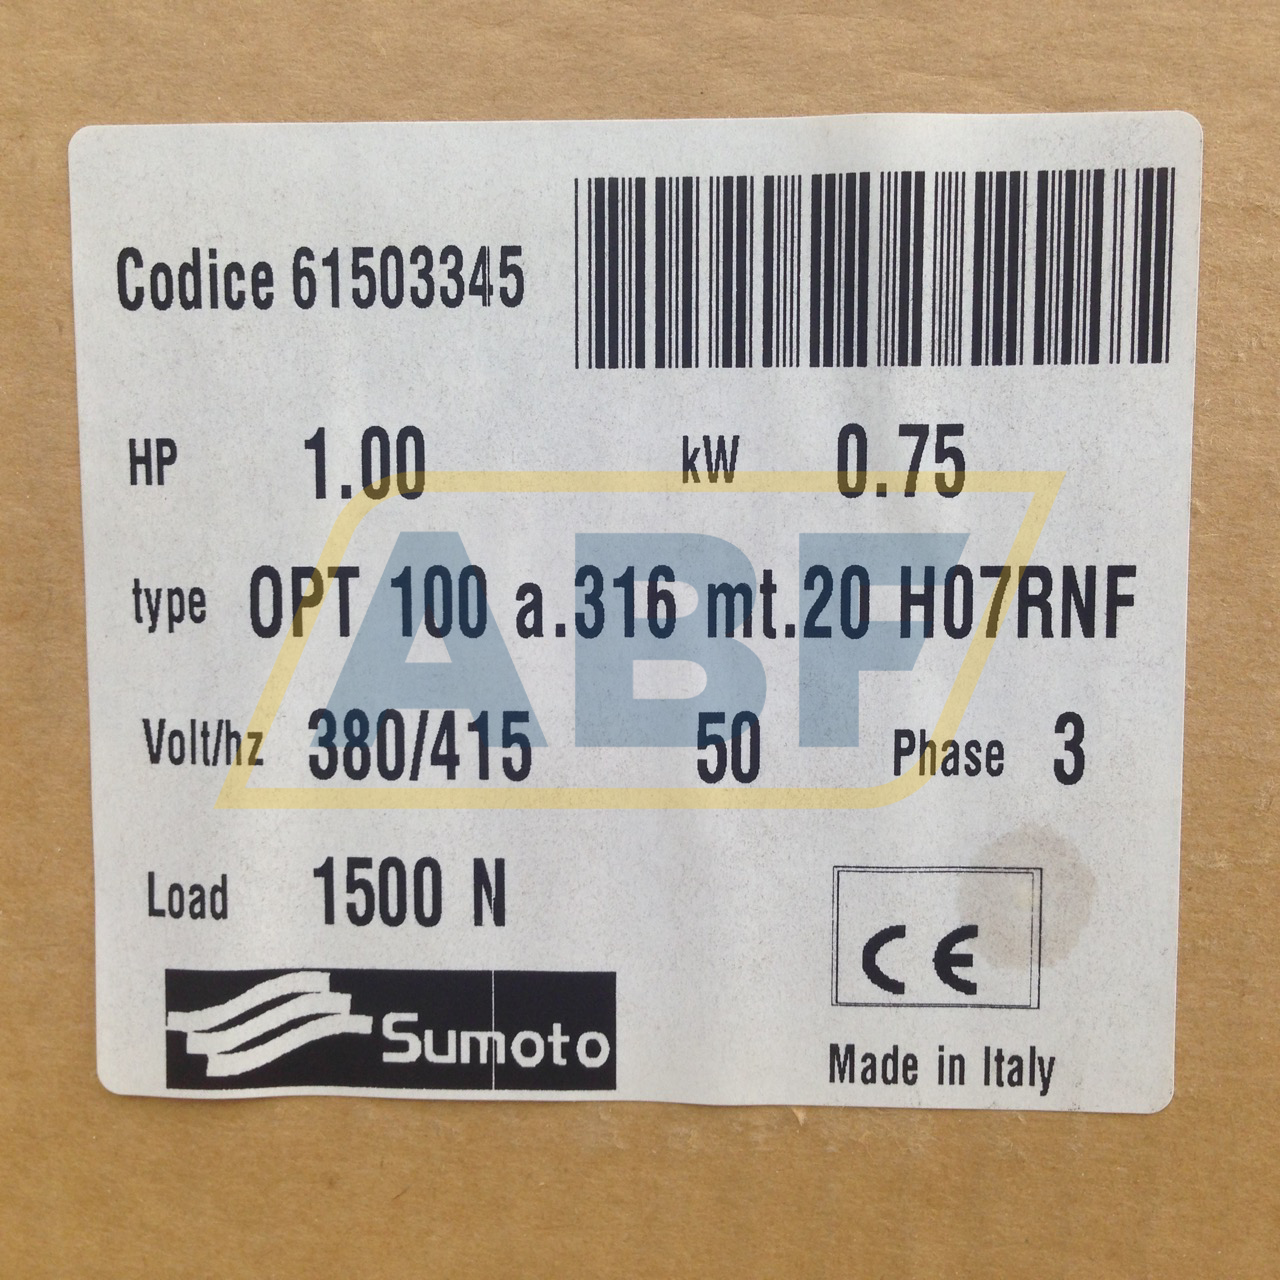 Codice 61503345
HP 1.00 kW 0.75
type OPT 100 a.316 mt.20 H07RNF
ABF
Volt/hz 380/415 50 Phase 3
Load 1500 N
CE
Sumoto
Made in Italy